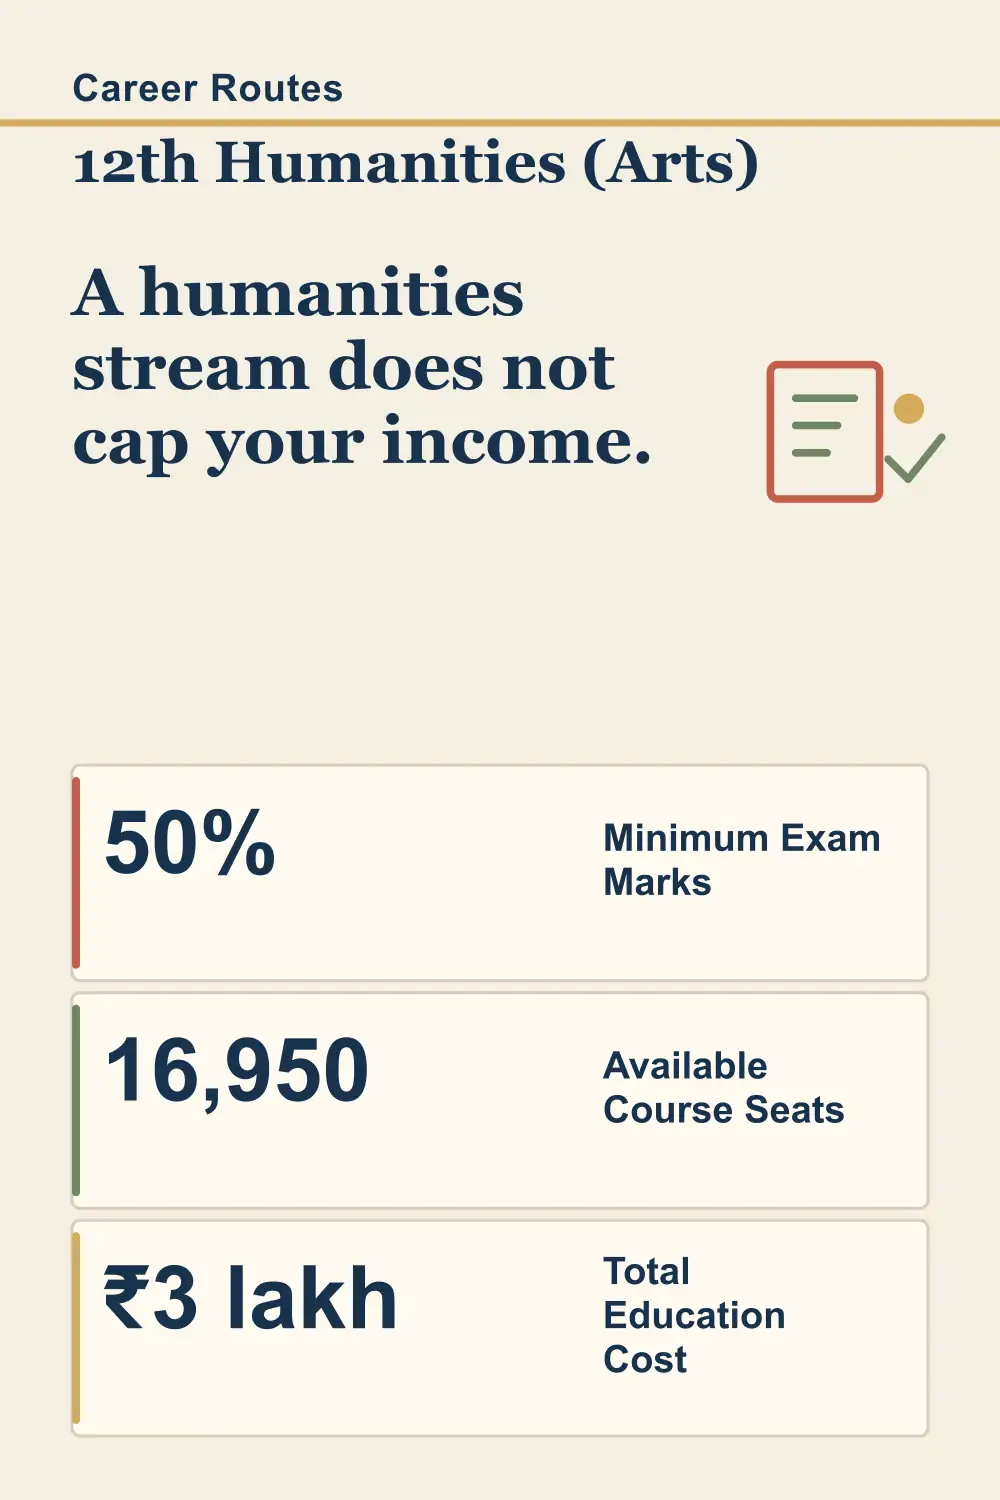 Career Routes
12th Humanities (Arts)
A humanities
stream does not
cap your income.
50%
Minimum Exam
Marks
16,950
Available
Course Seats
₹3 lakh
Total
Education
Cost